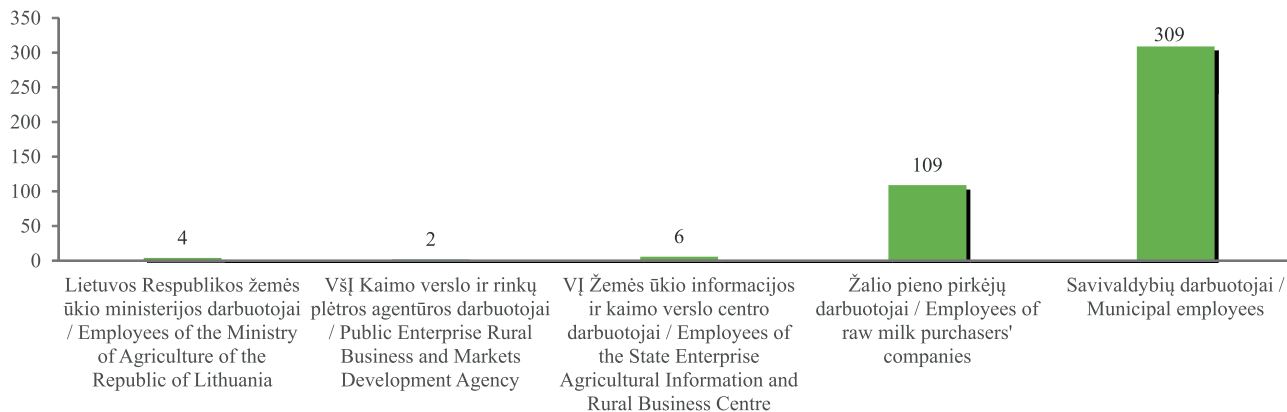 350
300
250
200
150
100
50
0
4
2
6
109
309
Lietuvos Respublikos žemės
ūkio ministerijos darbuotojai
/ Employees of the Ministry
of Agriculture of the
Republic of Lithuania
VšĮ Kaimo verslo ir rinkų
plėtros agentūros darbuotojai
/ Public Enterprise Rural
Business and Markets
Development Agency
VĮ Žemės ūkio informacijos
ir kaimo verslo centro
darbuotojai / Employees of
the State Enterprise
Agricultural Information and
Rural Business Centre
Žalio pieno pirkėjų
darbuotojai / Employees of
raw milk purchasers'
companies
Savivaldybių darbuotojai /
Municipal employees